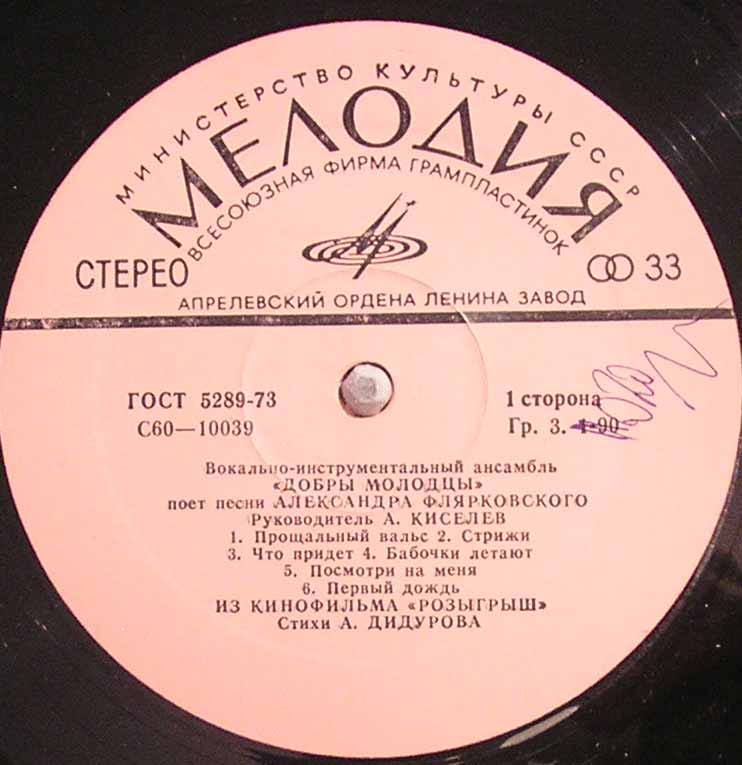 МИНИСТЕРСТВО КУЛЬТУРЫ СССР
МЕЛОДИЯ
ВСЕСОЮЗНАЯ ФИРМА ГРАМПЛАСТИНОК
СТЕРЕО
33
АПРЕЛЕВСКИЙ ОРДЕНА ЛЕНИНА ЗАВОД
ГОСТ 5289-73
1 сторона
С60—10039
Гр. 3. 1-90
Вокально-инструментальный ансамбль
«ДОБРЫ МОЛОДЦЫ»
поет песни АЛЕКСАНДРА ФЛЯРКОВСКОГО
Руководитель А. КИСЕЛЕВ
1. Прощальный вальс 2. Стрижи
3. Что придет 4. Бабочки летают
5. Посмотри на меня
6. Первый дождь
ИЗ КИНОФИЛЬМА «РОЗЫГРЫШ»
Стихи А. ДИДУРОВА